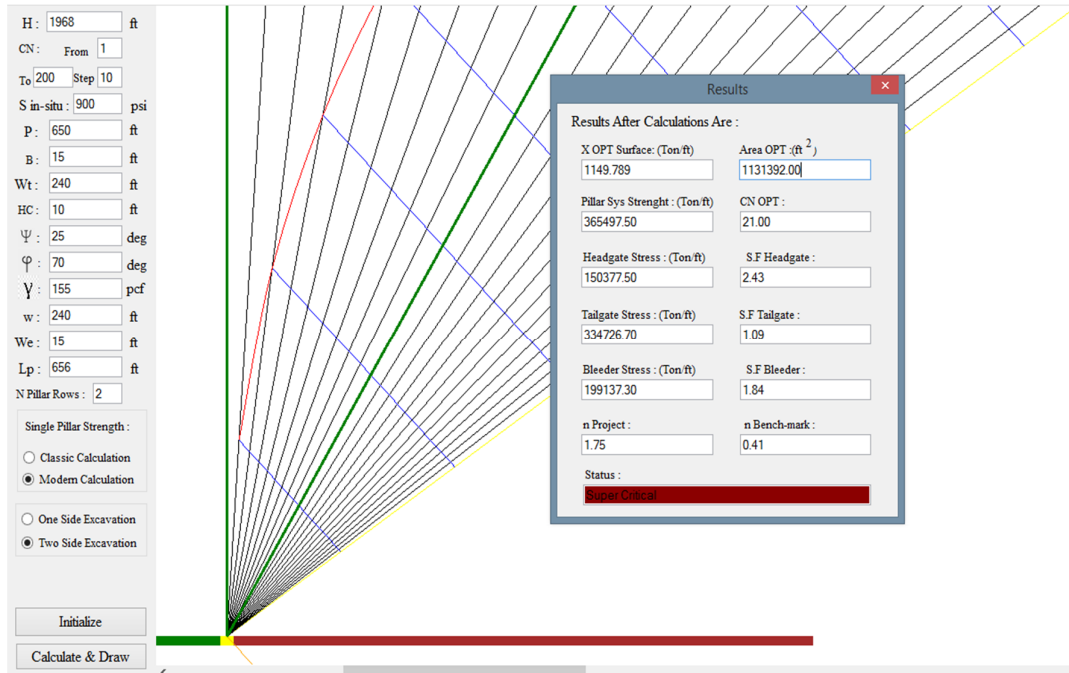 H : 1968 ft
CN : From 1
To 200 Step 10
S in-situ : 900 psi
P : 650 ft
B : 15 ft
Wt : 240 ft
HC : 10 ft
Ψ : 25 deg
φ : 70 deg
γ : 155 pcf
w : 240 ft
We : 15 ft
Lp : 656 ft
N Pillar Rows : 2
Single Pillar Strength :
Classic Calculation
Modern Calculation
One Side Excavation
Two Side Excavation
Initialize
Calculate & Draw
Results
Results After Calculations Are :
X OPT Surface: (Ton/ft) Area OPT :(ft 2 )
1149.789 1131392.00
Pillar Sys Strenght : (Ton/ft) CN OPT :
365497.50 21.00
Headgate Stress : (Ton/ft) S.F Headgate :
150377.50 2.43
Tailgate Stress : (Ton/ft) S.F Tailgate :
334726.70 1.09
Bleeder Stress : (Ton/ft) S.F Bleeder :
199137.30 1.84
n Project : n Bench-mark :
1.75 0.41
Status :
Super Critical